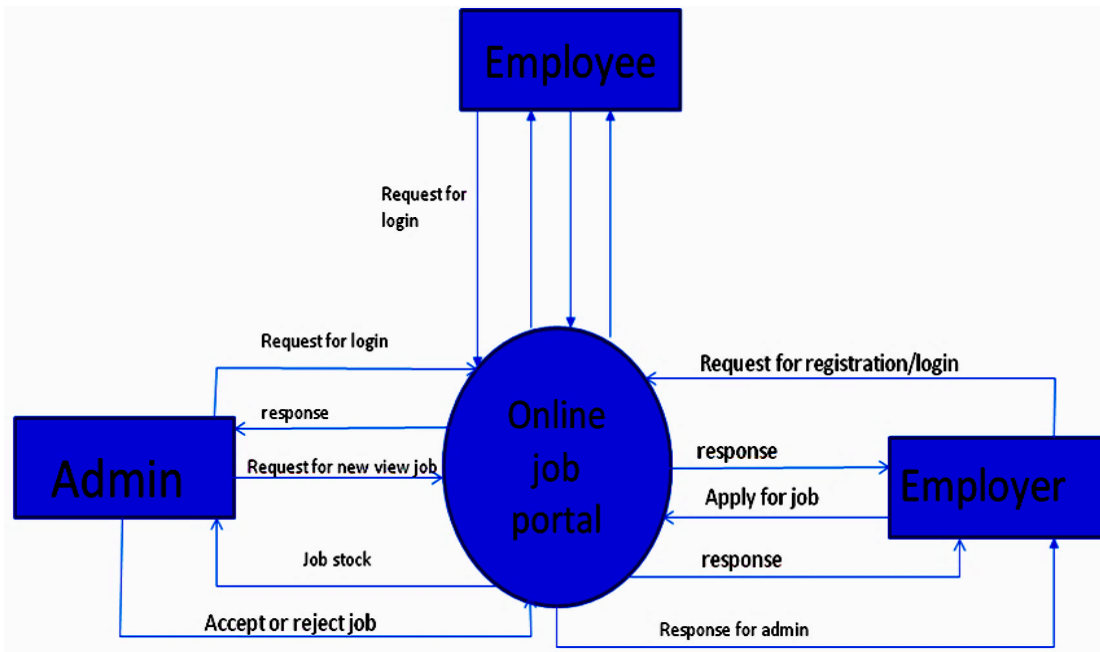 Employee
Request for
login
Request for login
Request for registration/login
response
Online
job
portal
Admin
Request for new view job
response
Employer
Apply for job
Job stock
response
Accept or reject job
Response for admin